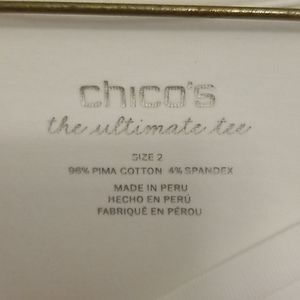 chico's
the ultimate tee
SIZE 2
96% PIMA COTTON 4% SPANDEX
MADE IN PERU
HECHO EN PERÚ
FABRIQUÉ EN PÉROU